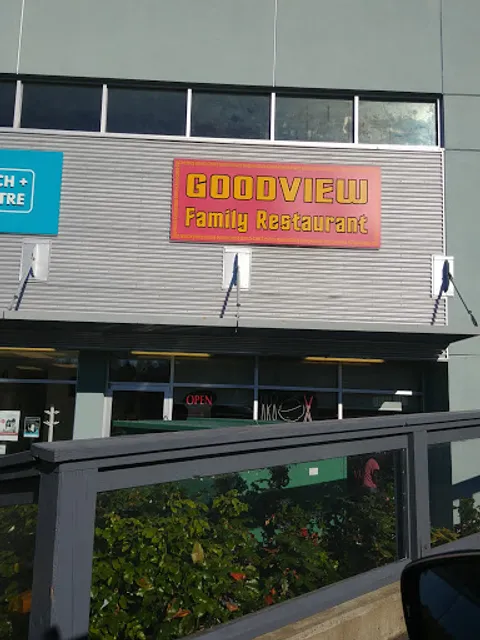 CH +
TRE
GOODVIEW
Family Restaurant
OPEN